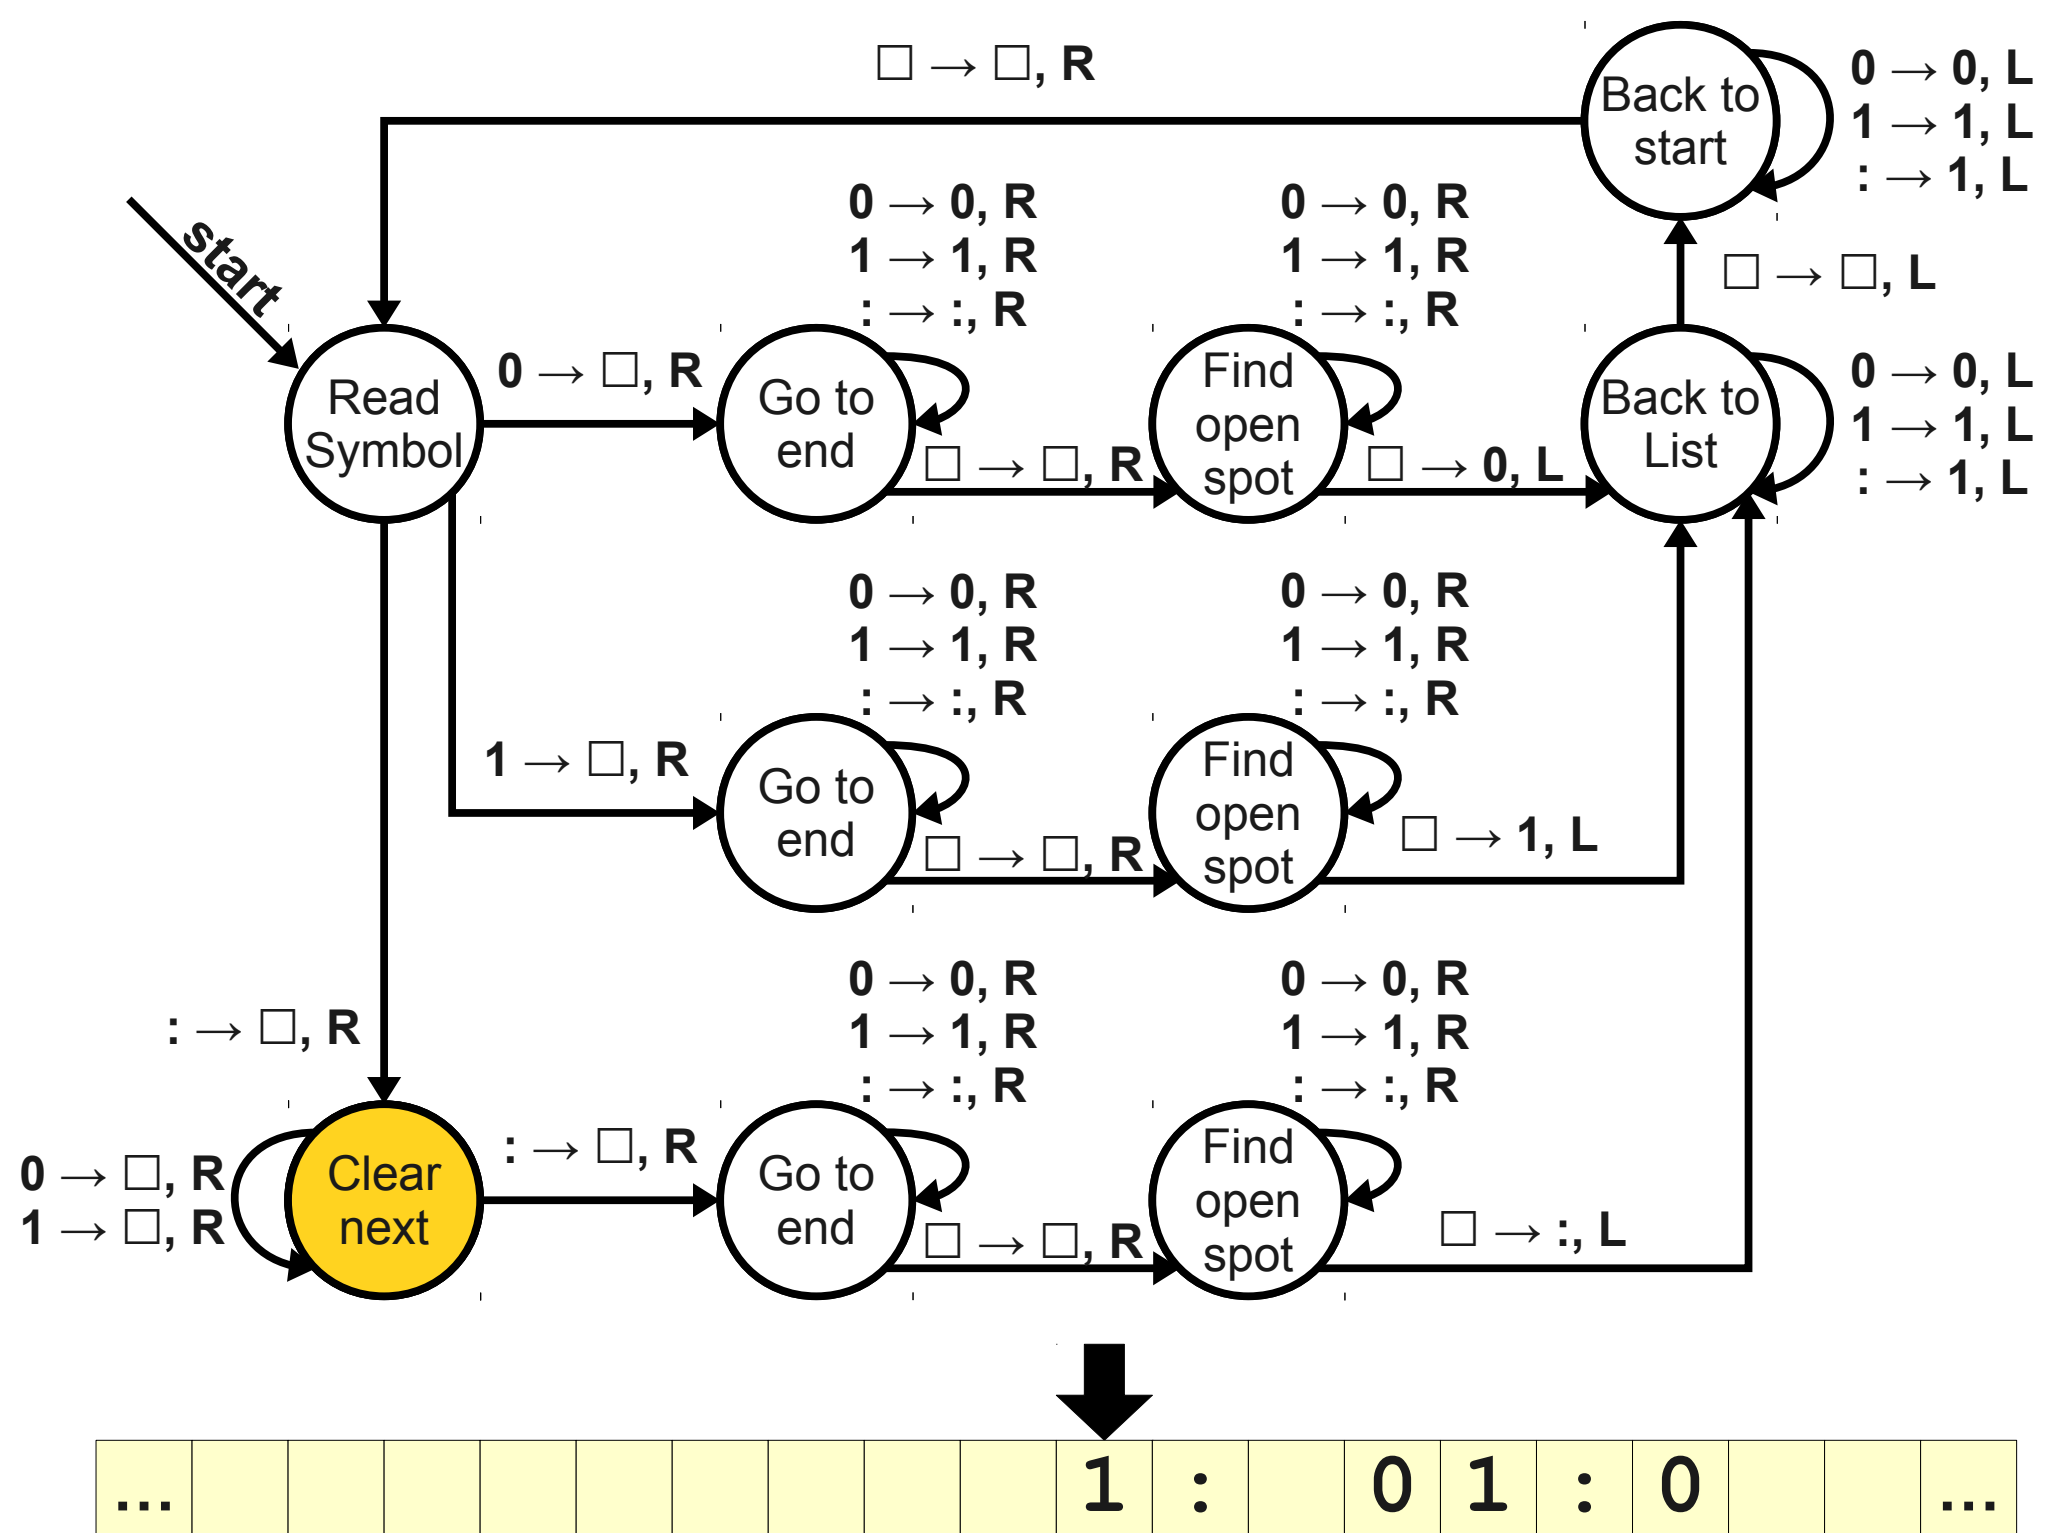 □ → □, R
Back to
start
0 → 0, L
1 → 1, L
: → 1, L
start
0 → 0, R
1 → 1, R
: → :, R
0 → 0, R
1 → 1, R
: → :, R
□ → □, L
Read
Symbol
0 → □, R
Go to
end
□ → □, R
Find
open
spot
□ → 0, L
Back to
List
0 → 0, L
1 → 1, L
: → 1, L
0 → 0, R
1 → 1, R
: → :, R
0 → 0, R
1 → 1, R
: → :, R
1 → □, R
Go to
end
□ → □, R
Find
open
spot
□ → 1, L
0 → 0, R
1 → 1, R
: → :, R
0 → 0, R
1 → 1, R
: → :, R
: → □, R
0 → □, R
1 → □, R
Clear
next
: → □, R
Go to
end
□ → □, R
Find
open
spot
□ → :, L
... 1 : 0 1 : 0 ...